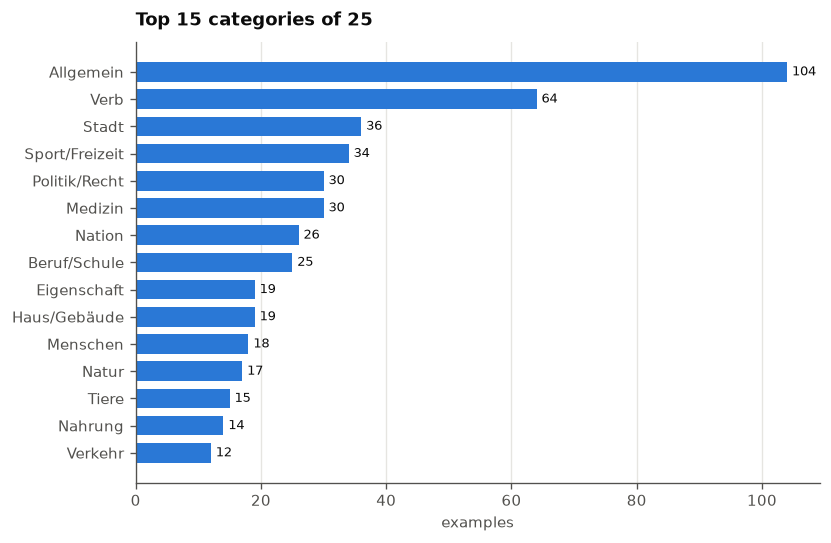 Top 15 categories of 25
Allgemein 104
Verb 64
Stadt 36
Sport/Freizeit 34
Politik/Recht 30
Medizin 30
Nation 26
Beruf/Schule 25
Eigenschaft 19
Haus/Gebäude 19
Menschen 18
Natur 17
Tiere 15
Nahrung 14
Verkehr 12
0 20 40 60 80 100
examples